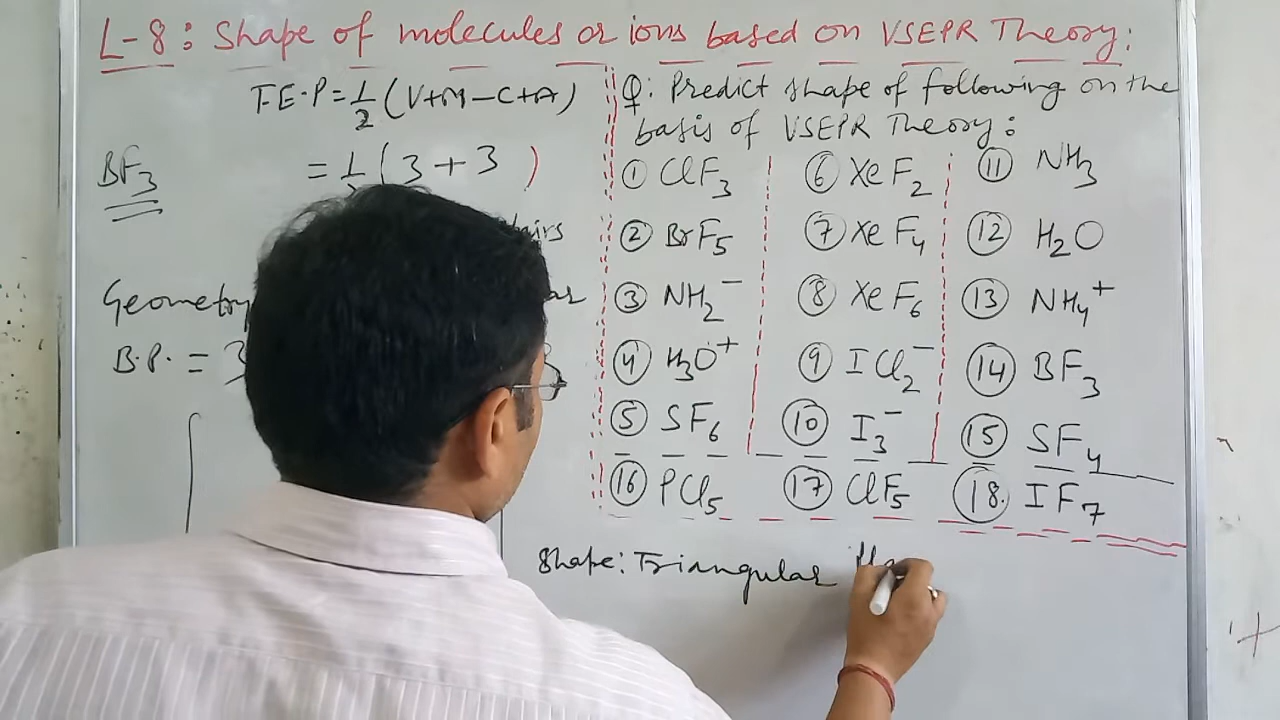 L-8: Shape of molecules or ions based on VSEPR Theory:
T.E.P = 1/2 (V+M-C+A)
BF₃ = 1/2 (3+3)
Geometry
B.P. = 3
Q: Predict shape of following on the
basis of VSEPR Theory:
① ClF₃ ⑥ XeF₂ ⑪ NH₃
② BrF₅ ⑦ XeF₄ ⑫ H₂O
③ NH₂⁻ ⑧ XeF₆ ⑬ NH₄⁺
④ H₃O⁺ ⑨ ICl₂⁻ ⑭ BF₃
⑤ SF₆ ⑩ I₃⁻ ⑮ SF₄
⑯ PCl₅ ⑰ ClF₅ ⑱. IF₇
Shape: Triangular